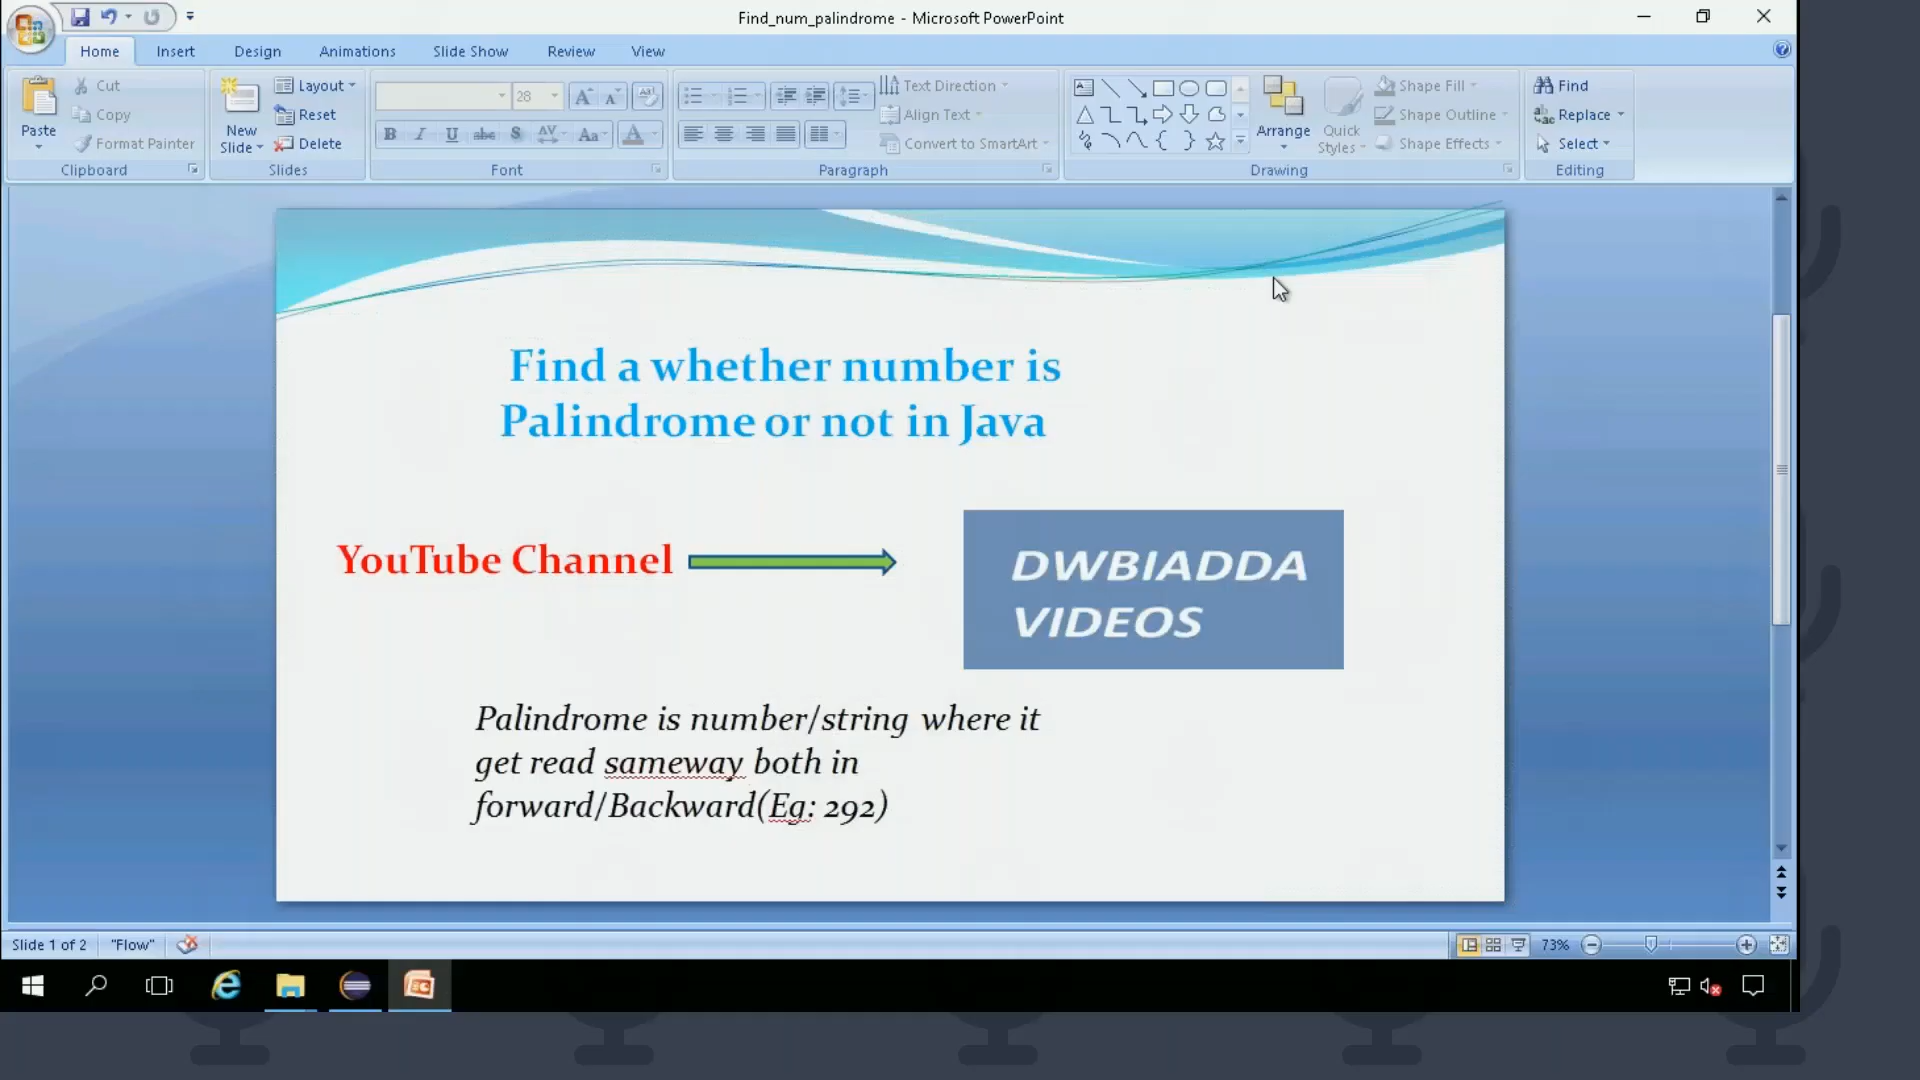 Find_num_palindrome - Microsoft PowerPoint
Home Insert Design Animations Slide Show Review View
Paste
Cut
Copy
Format Painter
Clipboard
New Slide
Layout
Reset
Delete
Slides
28
Font
Paragraph
Text Direction
Align Text
Convert to SmartArt
Arrange
Quick Styles
Shape Fill
Shape Outline
Shape Effects
Drawing
Find
Replace
Select
Editing
Find a whether number is
Palindrome or not in Java
YouTube Channel
DWBIADDA
VIDEOS
Palindrome is number/string where it
get read sameway both in
forward/Backward(Eg: 292)
Slide 1 of 2 "Flow" 73%